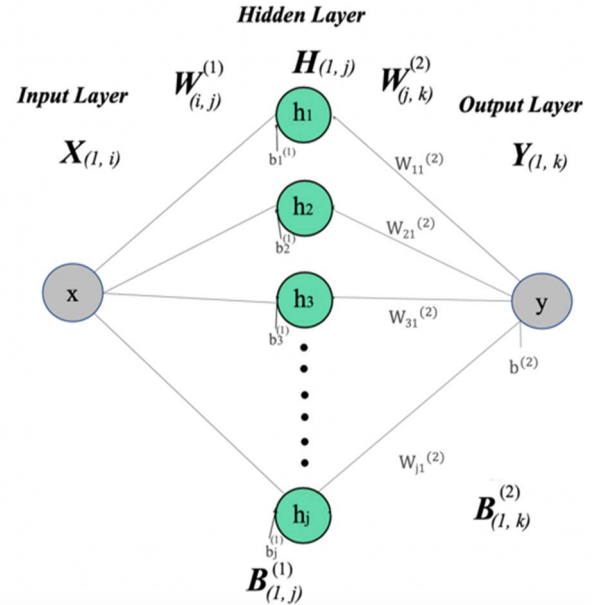 Hidden Layer
W(i, j)(1)
H(1, j)
W(j, k)(2)
Input Layer
Output Layer
X(1, i)
Y(1, k)
h1
b1(1)
W11(2)
h2
b2(1)
W21(2)
x
h3
y
b3(1)
W31(2)
b(2)
Wj1(2)
hj
bj(1)
B(1, k)(2)
B(1, j)(1)